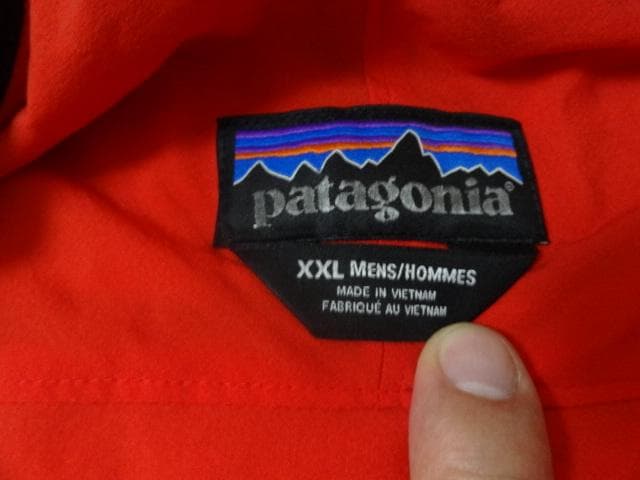 patagonia®
XXL MENS/HOMMES
MADE IN VIETNAM
FABRIQUÉ AU VIETNAM